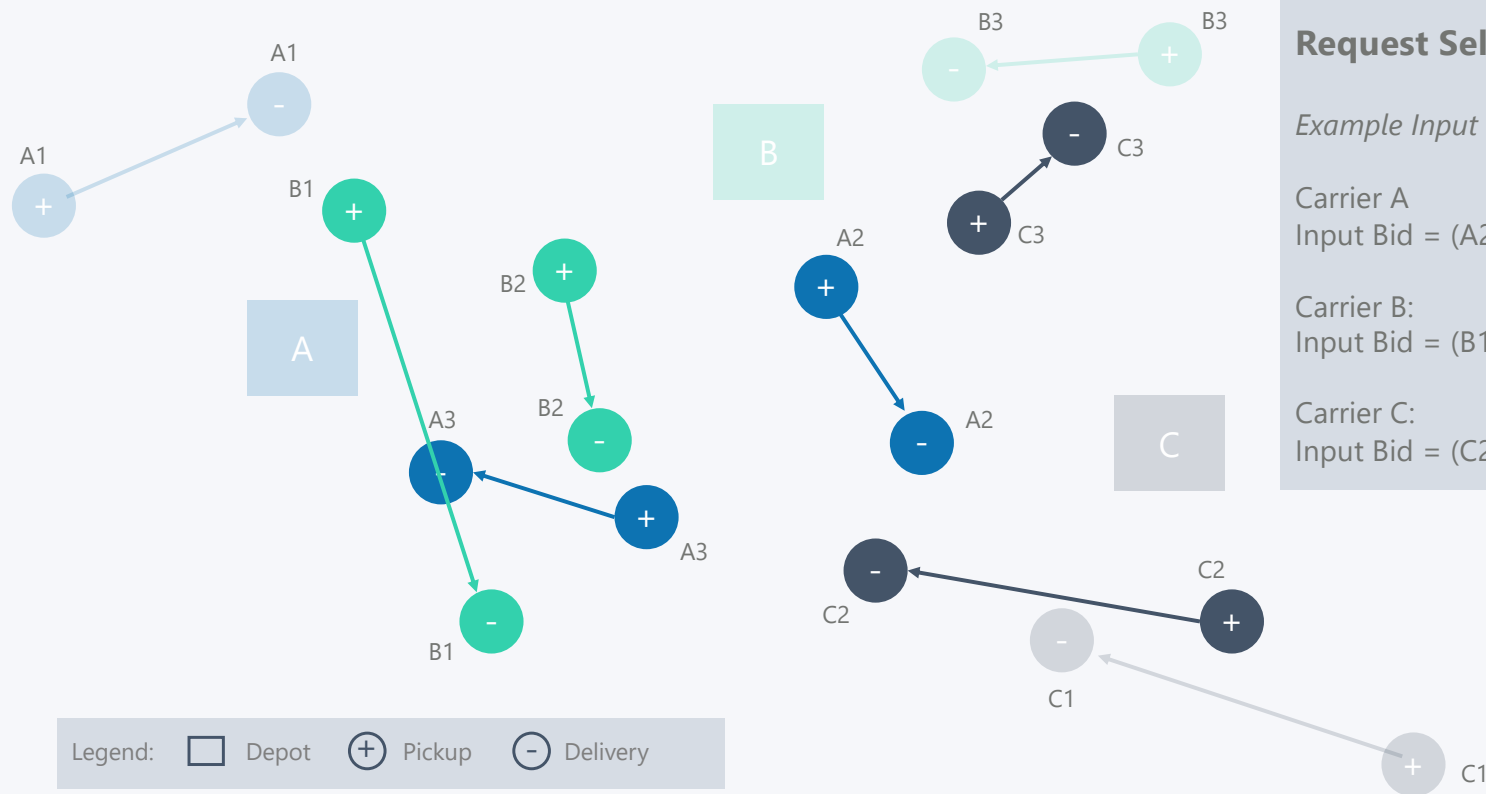 B3
B3
Request Sel
A1
-
+
-
Example Input
-
B
C3
A1
B1
Carrier A
+
+
+
C3
Input Bid = (A2
A2
B2
+
+
Carrier B:
A
Input Bid = (B1
B2
A3
A2
Carrier C:
-
-
-
C
Input Bid = (C2
+
A3
-
C2
C2
+
B1
-
-
C1
Legend:
Depot
+
Pickup
-
Delivery
+
C1